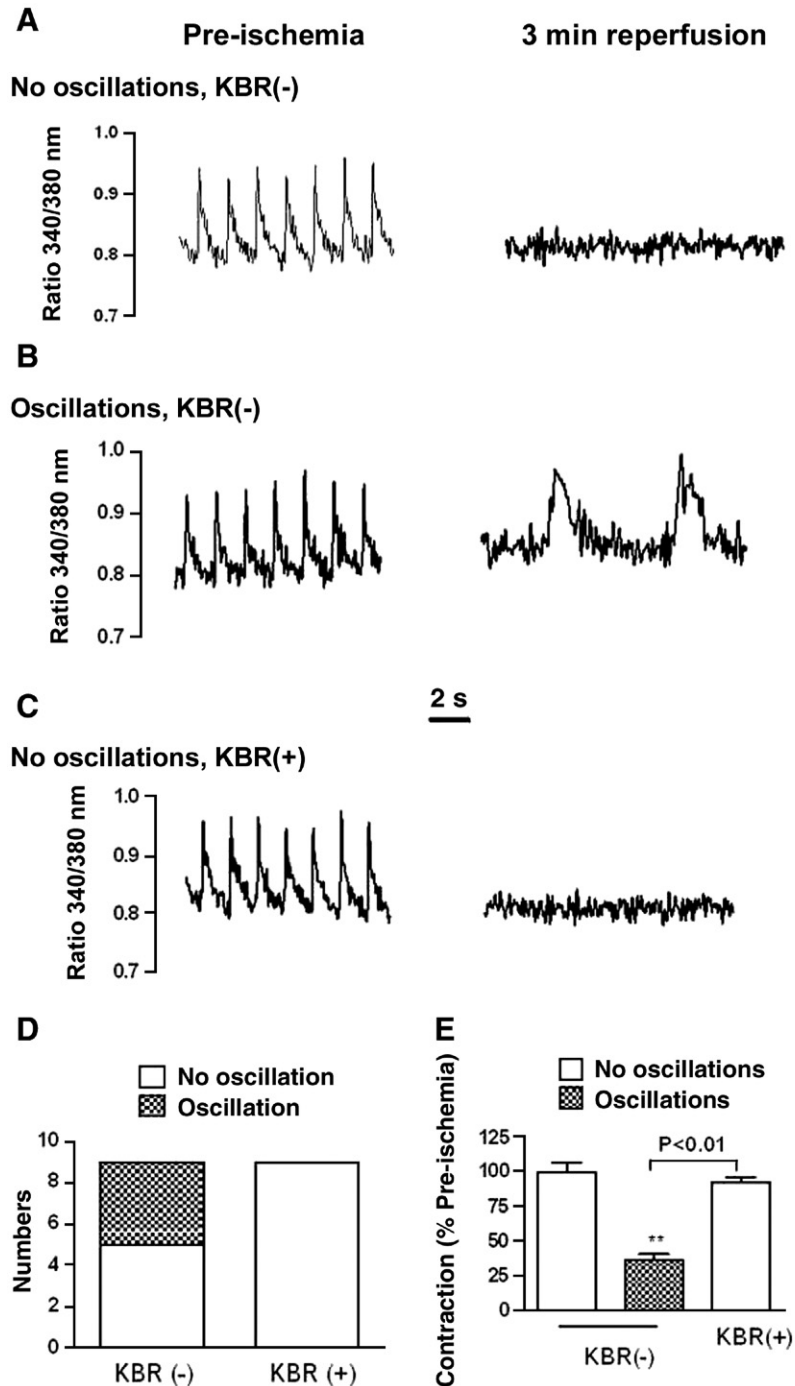 A
Pre-ischemia
3 min reperfusion
No oscillations, KBR(-)
Ratio 340/380 nm
1.0
0.9
0.8
0.7
B
Oscillations, KBR(-)
Ratio 340/380 nm
1.0
0.9
0.8
0.7
C
2 s
No oscillations, KBR(+)
Ratio 340/380 nm
1.0
0.9
0.8
0.7
D
No oscillation
Oscillation
Numbers
10
8
6
4
2
0
KBR (-)
KBR (+)
E
No oscillations
Oscillations
Contraction (% Pre-ischemia)
125
100
75
50
25
0
P<0.01
**
KBR(-)
KBR(+)